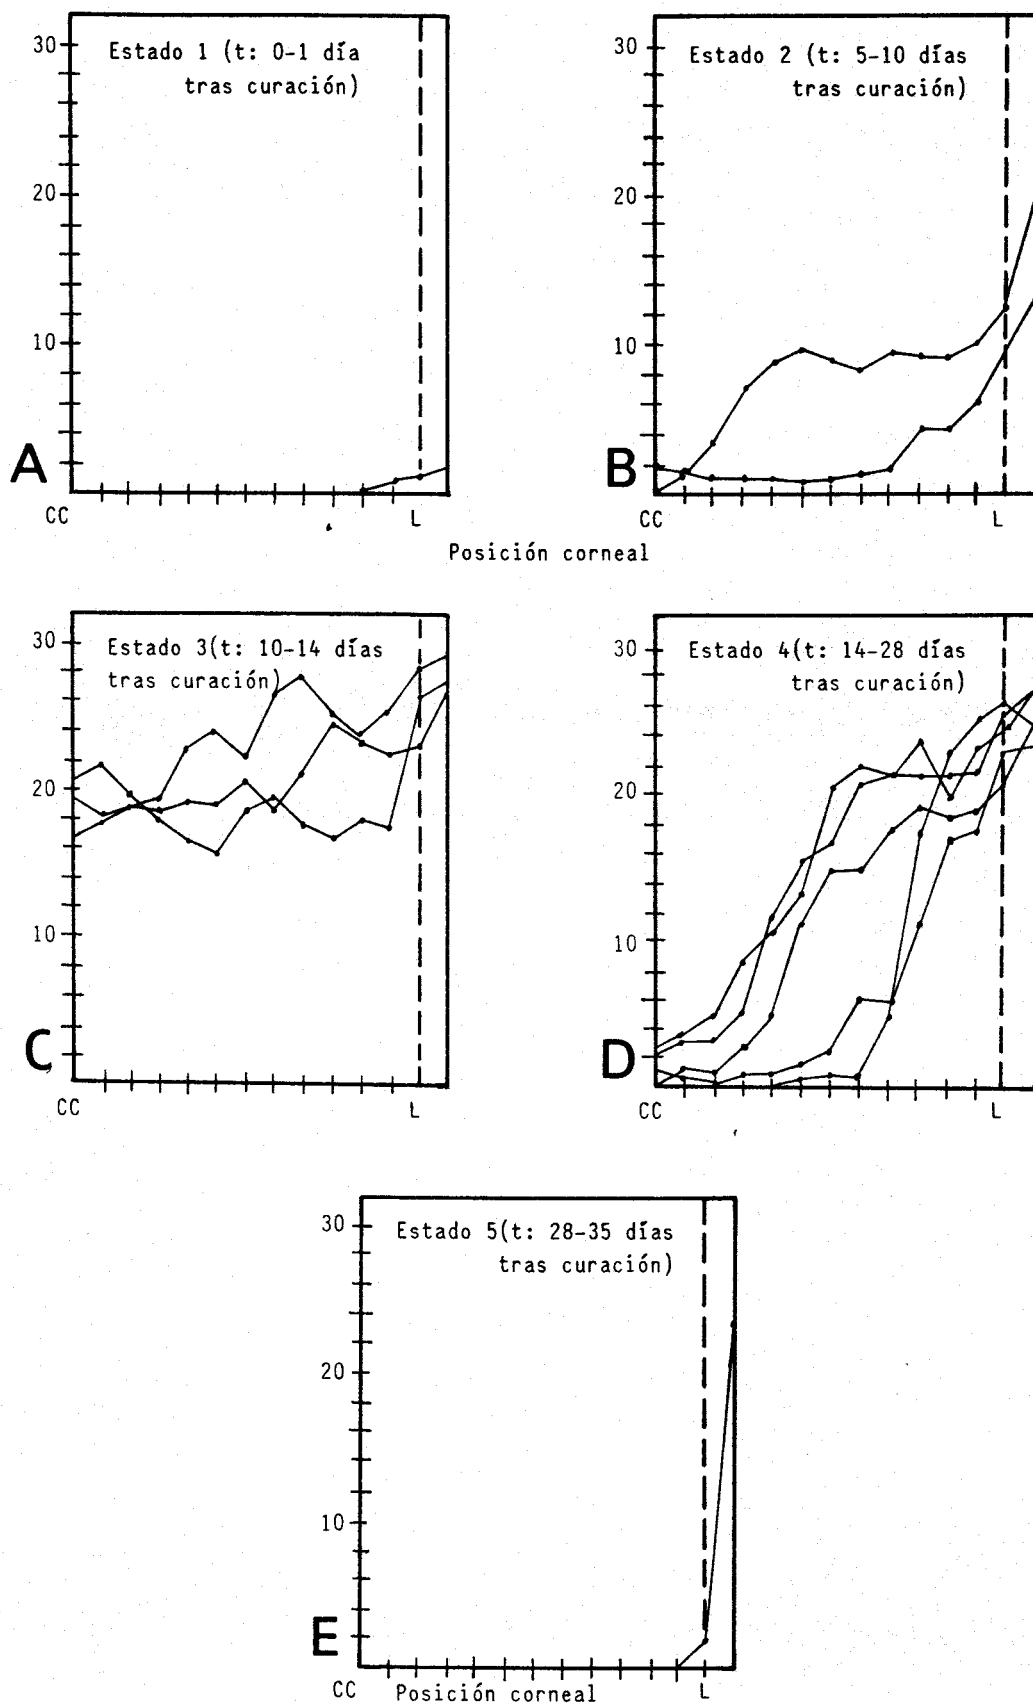 30
Estado 1 (t: 0-1 día
tras curación)
20
10
A
CC
L
30
Estado 2 (t: 5-10 días
tras curación)
20
10
B
CC
L
Posición corneal
30
Estado 3(t: 10-14 días
tras curación)
20
10
C
CC
L
30
Estado 4(t: 14-28 días
tras curación)
20
10
D
CC
L
30
Estado 5(t: 28-35 días
tras curación)
20
10
E
CC
Posición corneal
L